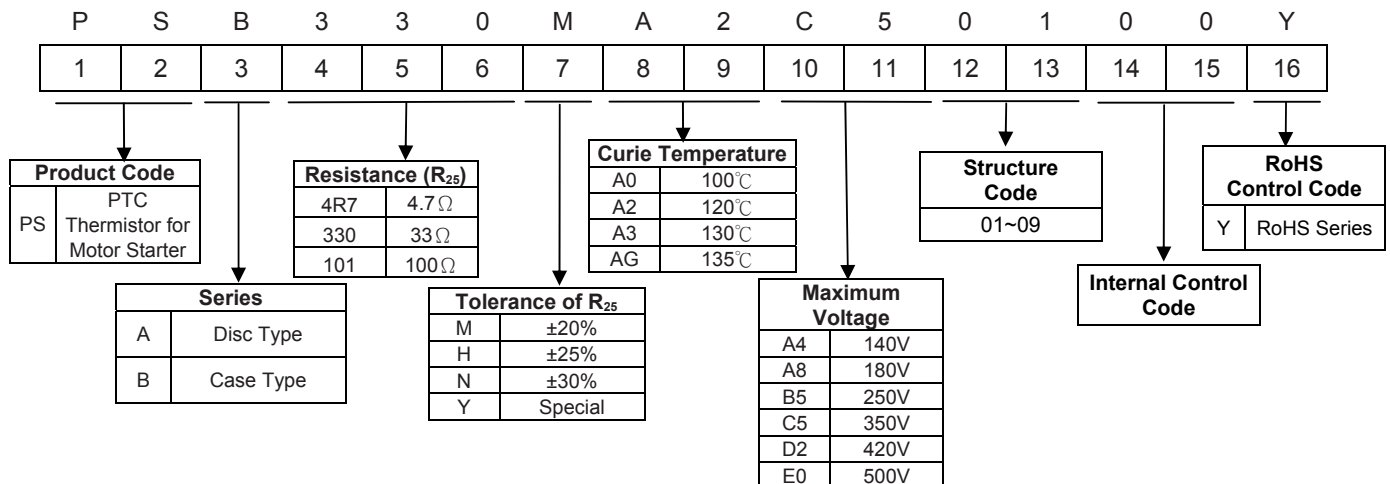 P S B 3 3 0 M A 2 C 5 0 1 0 0 Y
1 2 3 4 5 6 7 8 9 10 11 12 13 14 15 16
Product Code
PS PTC
Thermistor for
Motor Starter
Series
A Disc Type
B Case Type
Resistance (R₂₅)
4R7 4.7Ω
330 33Ω
101 100Ω
Tolerance of R₂₅
M ±20%
H ±25%
N ±30%
Y Special
Curie Temperature
A0 100℃
A2 120℃
A3 130℃
AG 135℃
Maximum
Voltage
A4 140V
A8 180V
B5 250V
C5 350V
D2 420V
E0 500V
Structure
Code
01~09
Internal Control
Code
RoHS
Control Code
Y RoHS Series